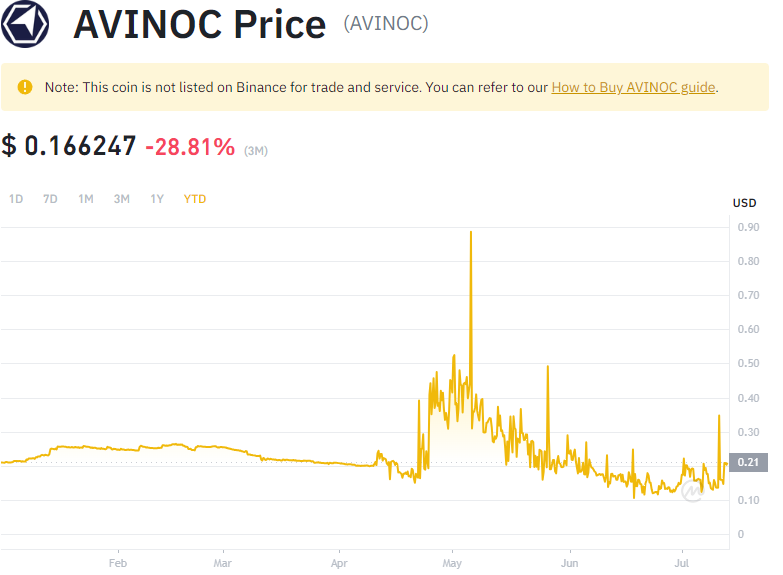 AVINOC Price (AVINOC)
Note: This coin is not listed on Binance for trade and service. You can refer to our How to Buy AVINOC guide.
$ 0.166247 -28.81% (3M)
1D 7D 1M 3M 1Y YTD
USD
0.90
0.80
0.70
0.60
0.50
0.40
0.30
0.21
0.10
0
Feb Mar Apr May Jun Jul